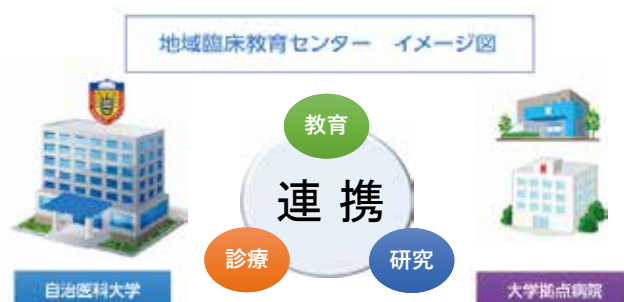 地域臨床教育センター イメージ図
教育
連携
診療
研究
自治医科大学
大学拠点病院